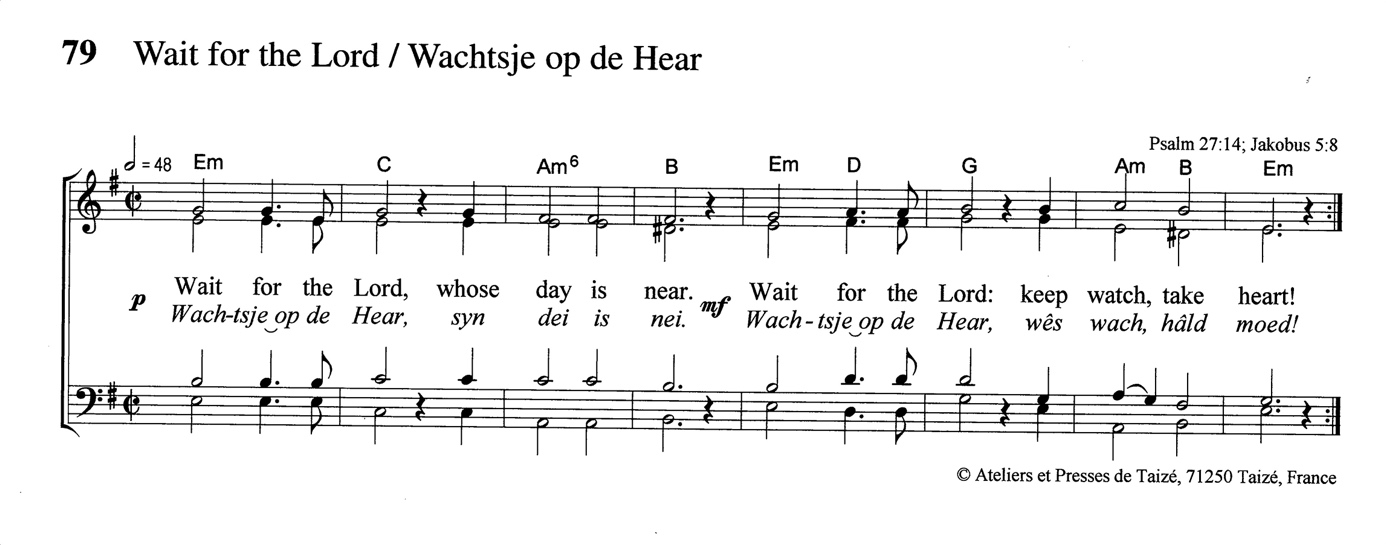 79 Wait for the Lord / Wachtsje op de Hear
Psalm 27:14; Jakobus 5:8
= 48 Em C Am6 B Em D G Am B Em
p Wait for the Lord, whose day is near. mf Wait for the Lord: keep watch, take heart!
Wach-tsje op de Hear, syn dei is nei. Wach-tsje op de Hear, wês wach, hâld moed!
© Ateliers et Presses de Taizé, 71250 Taizé, France